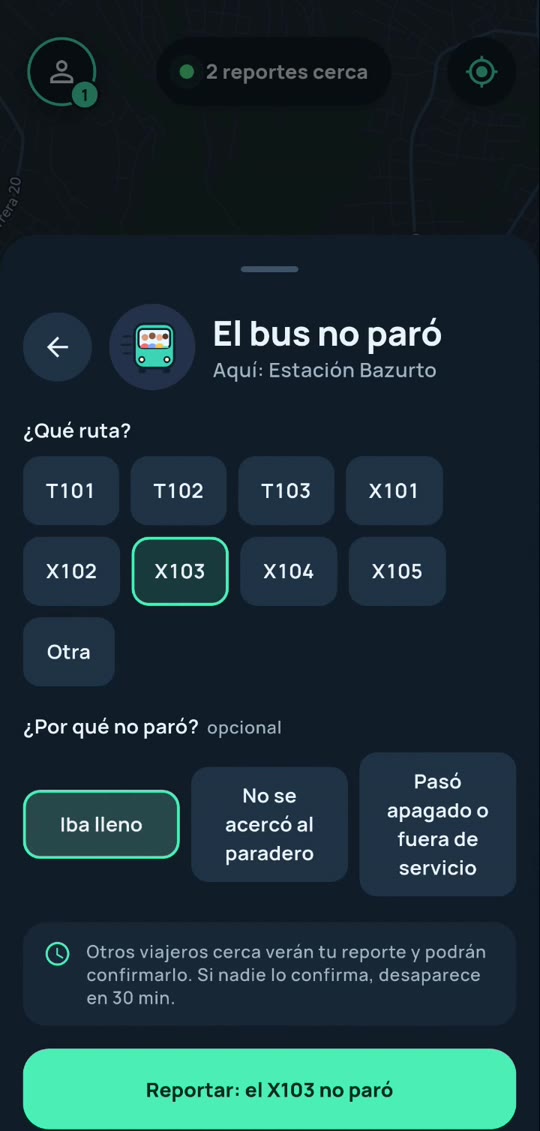 1
2 reportes cerca
rrera 20
El bus no paró
Aquí: Estación Bazurto
¿Qué ruta?
T101
T102
T103
X101
X102
X103
X104
X105
Otra
¿Por qué no paró? opcional
Iba lleno
No se
acercó al
paradero
Pasó
apagado o
fuera de
servicio
Otros viajeros cerca verán tu reporte y podrán
confirmarlo. Si nadie lo confirma, desaparece
en 30 min.
Reportar: el X103 no paró